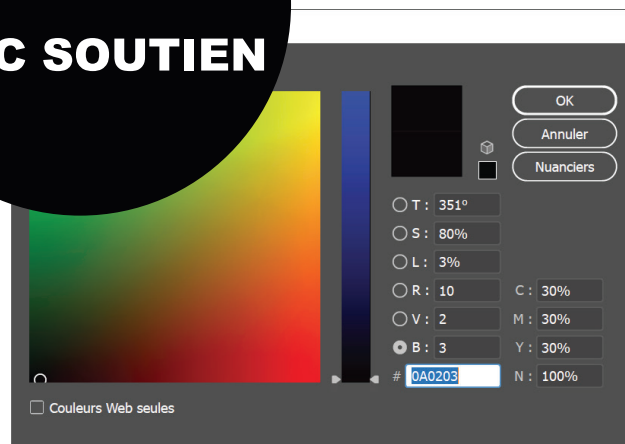 C SOUTIEN
OK
Annuler
Nuanciers
T : 351°
S : 80%
L : 3%
R : 10 C : 30%
V : 2 M : 30%
B : 3 Y : 30%
# 0A0203 N : 100%
Couleurs Web seules